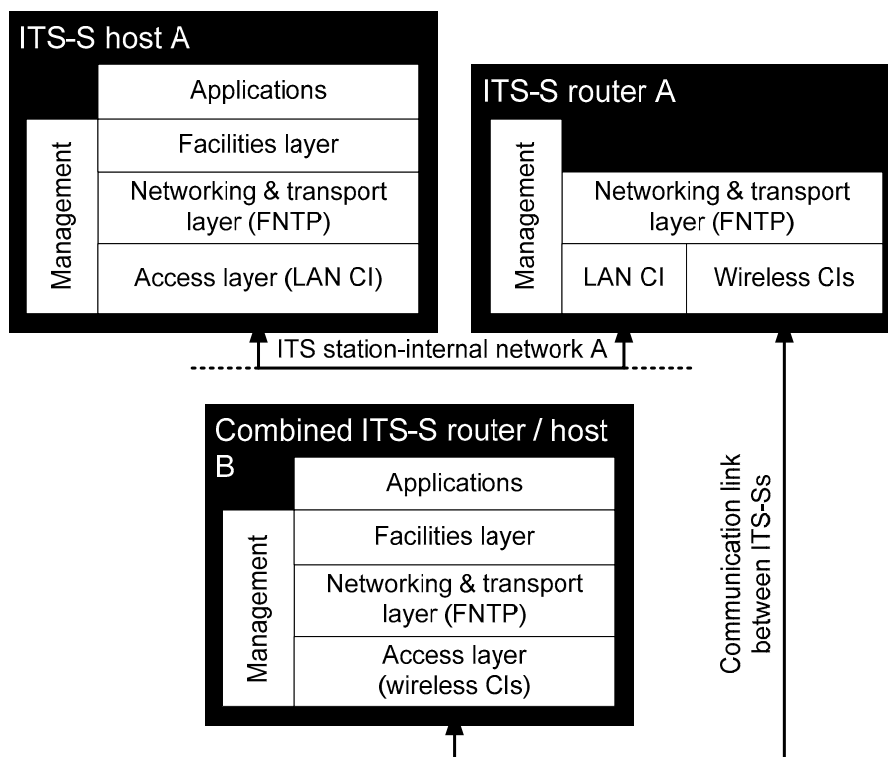 ITS-S host A
Applications
Facilities layer
Networking & transport
layer (FNTP)
Access layer (LAN CI)
Management
ITS-S router A
Networking & transport
layer (FNTP)
LAN CI
Wireless CIs
Management
ITS station-internal network A
Combined ITS-S router / host
B
Applications
Facilities layer
Networking & transport
layer (FNTP)
Access layer
(wireless CIs)
Management
Communication link
between ITS-Ss